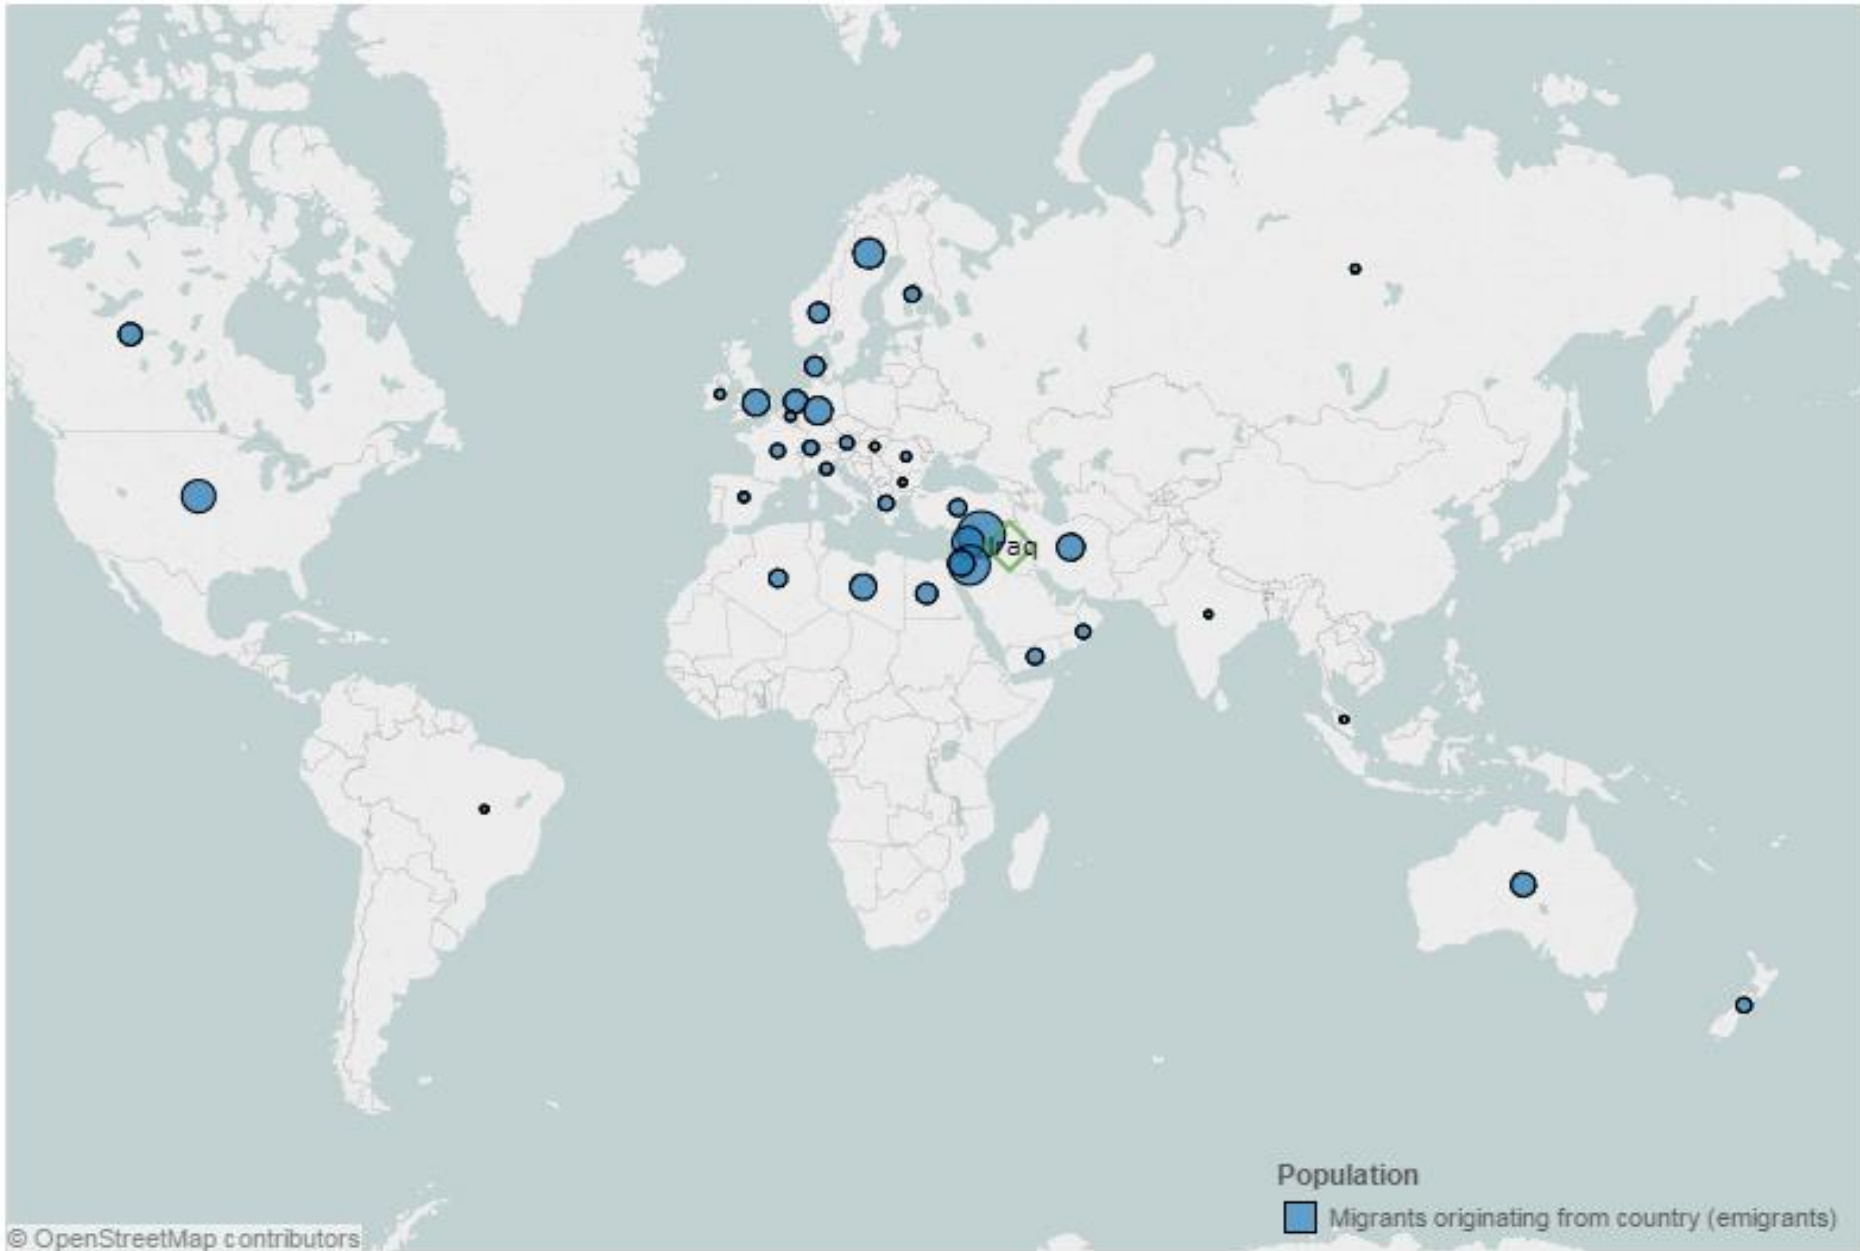 Iraq
Population
Migrants originating from country (emigrants)
© OpenStreetMap contributors